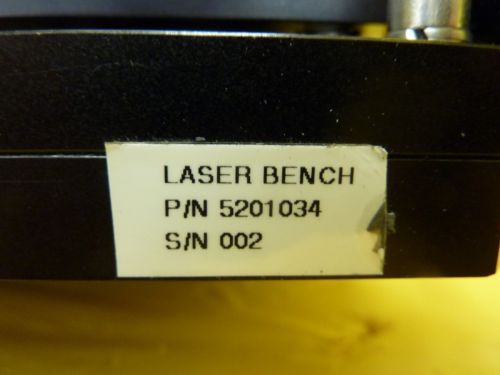 LASER BENCH
P/N 5201034
S/N 002